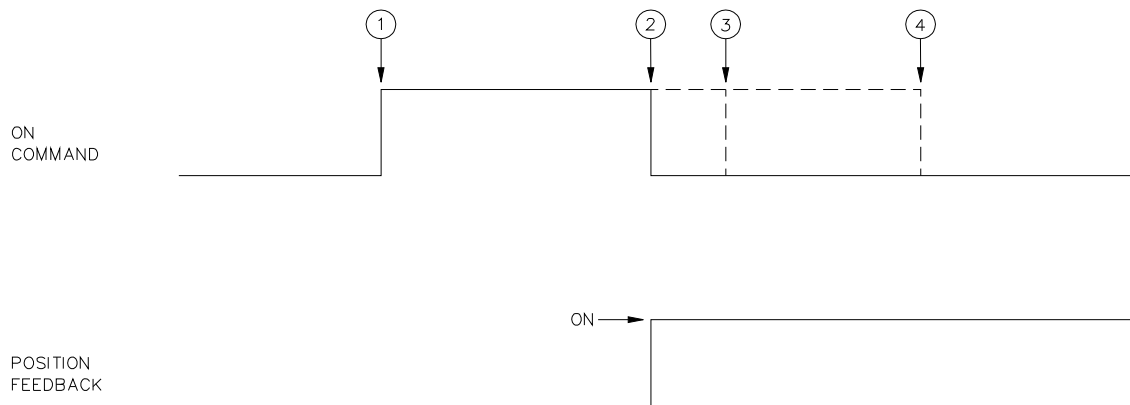 1
2
3
4
ON
COMMAND
ON
POSITION
FEEDBACK